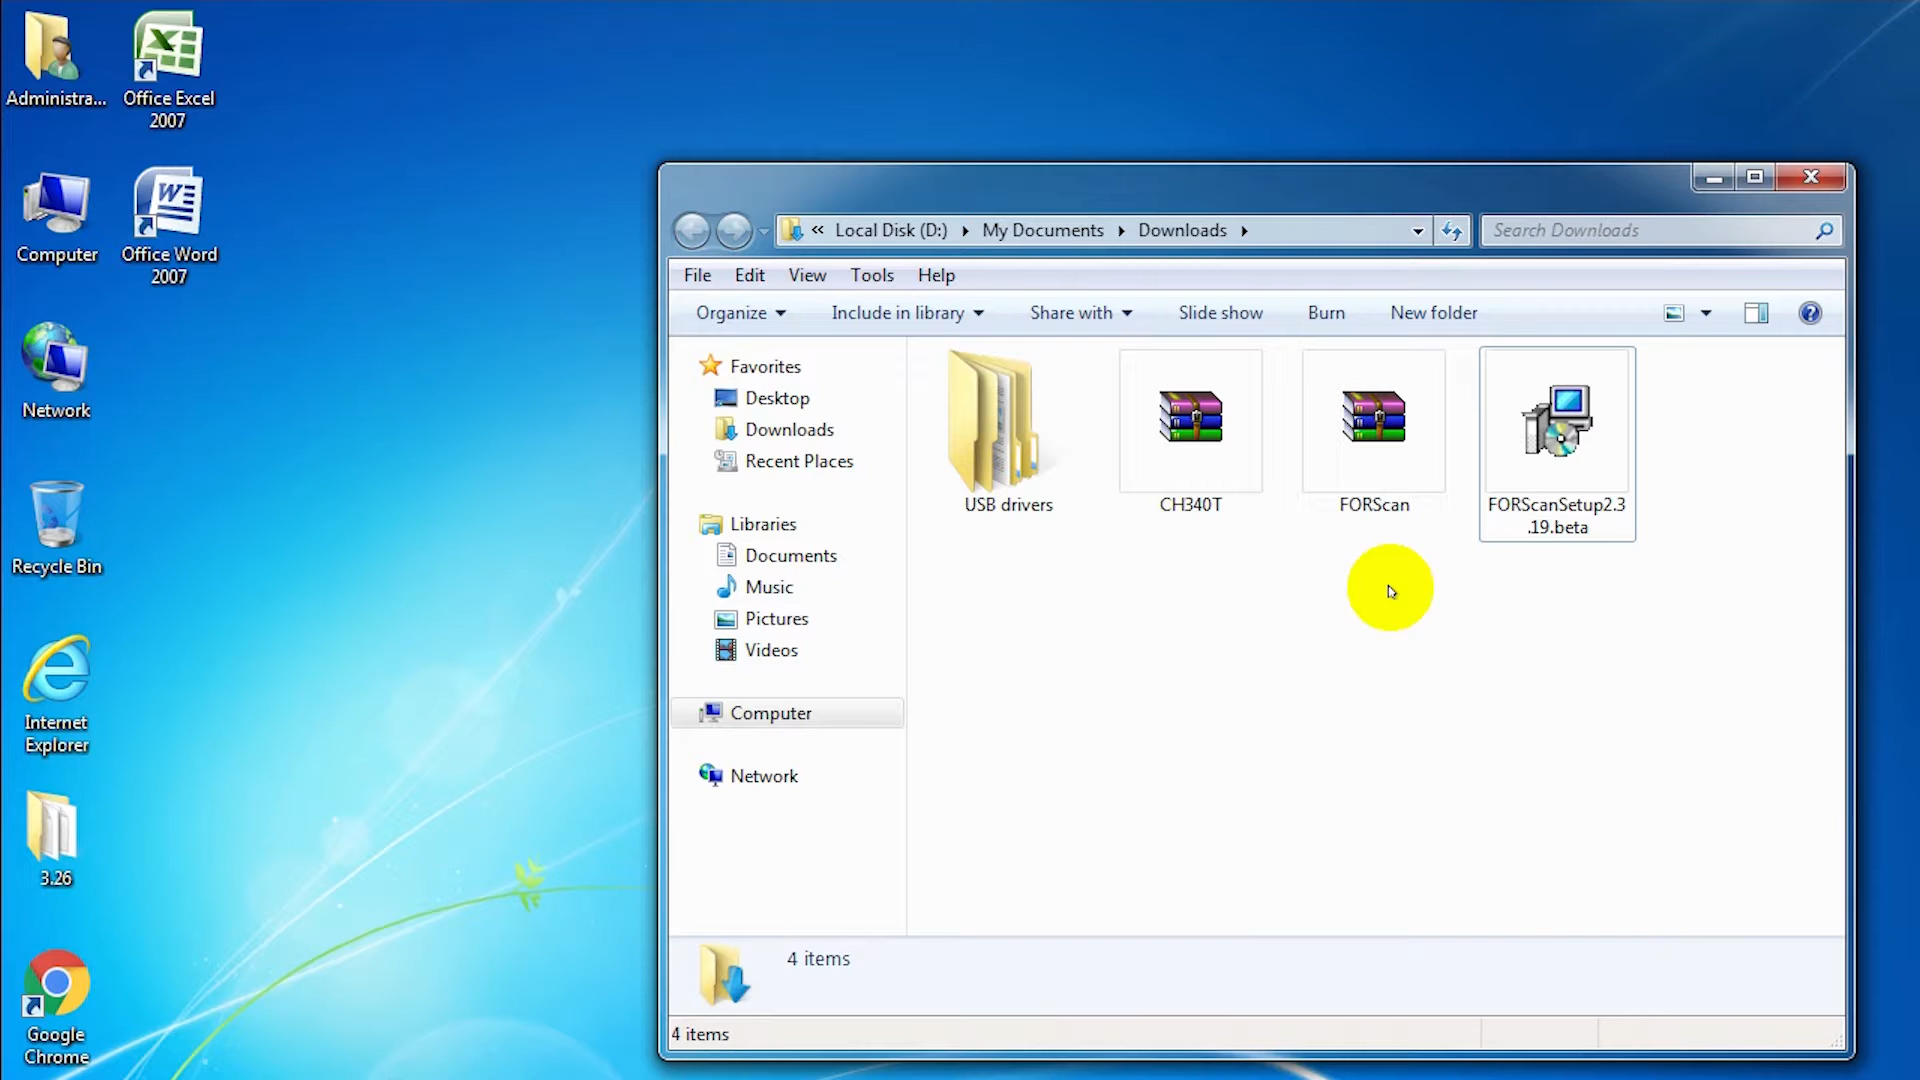 Administra...
Office Excel
2007
Computer
Office Word
2007
Network
Recycle Bin
Internet
Explorer
3.26
Google
Chrome
« Local Disk (D:) My Documents Downloads
Search Downloads
File Edit View Tools Help
Organize Include in library Share with Slide show Burn New folder
Favorites
Desktop
Downloads
Recent Places
Libraries
Documents
Music
Pictures
Videos
Computer
Network
USB drivers
CH340T
FORScan
FORScanSetup2.3
.19.beta
4 items
4 items